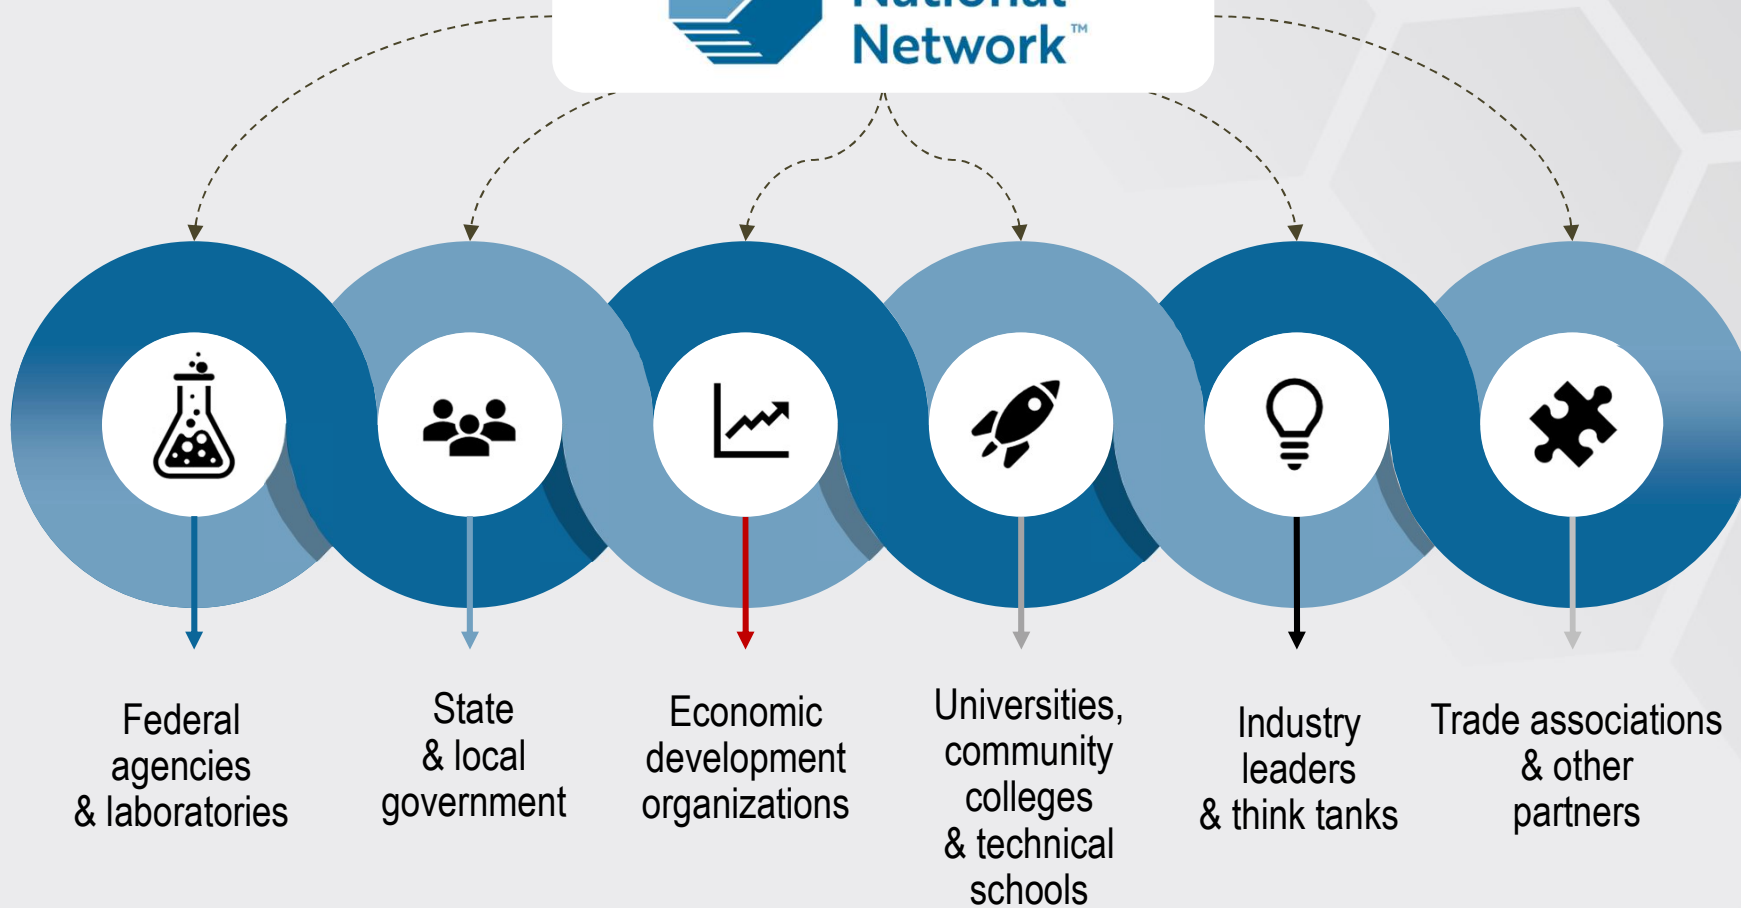 National
Network™
Federal
agencies
& laboratories
State
& local
government
Economic
development
organizations
Universities,
community
colleges
& technical
schools
Industry
leaders
& think tanks
Trade associations
& other
partners